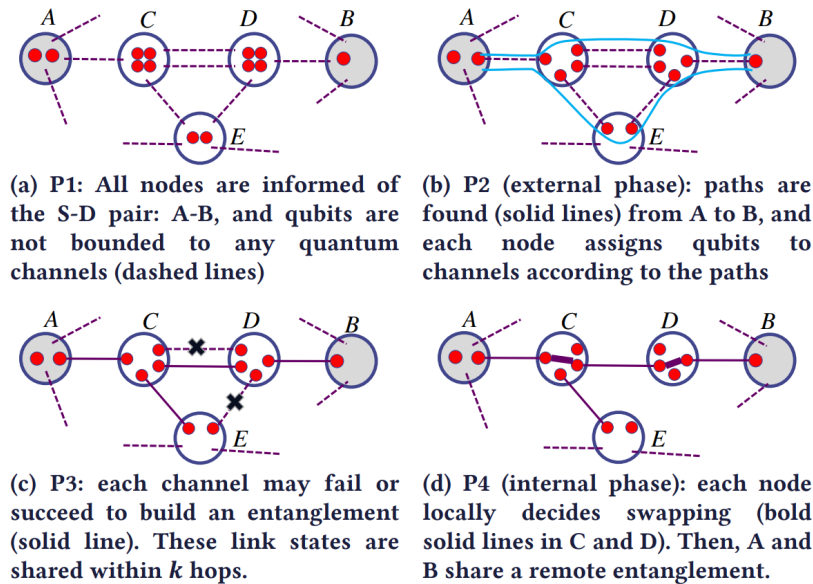 A
C
D
B
E
(a) P1: All nodes are informed of
the S-D pair: A-B, and qubits are
not bounded to any quantum
channels (dashed lines)
A
C
D
B
E
(b) P2 (external phase): paths are
found (solid lines) from A to B, and
each node assigns qubits to
channels according to the paths
A
C
D
B
E
(c) P3: each channel may fail or
succeed to build an entanglement
(solid line). These link states are
shared within k hops.
A
C
D
B
E
(d) P4 (internal phase): each node
locally decides swapping (bold
solid lines in C and D). Then, A and
B share a remote entanglement.